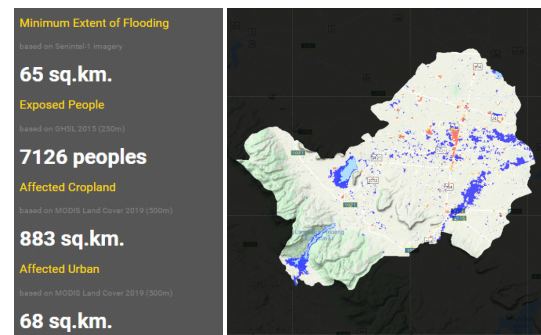 Minimum Extent of Flooding
based on Senintel-1 imagery
65 sq.km.
Exposed People
based on GHSL 2015 (250m)
7126 peoples
Affected Cropland
based on MODIS Land Cover 2019 (500m)
883 sq.km.
Affected Urban
based on MODIS Land Cover 2019 (500m)
68 sq.km.